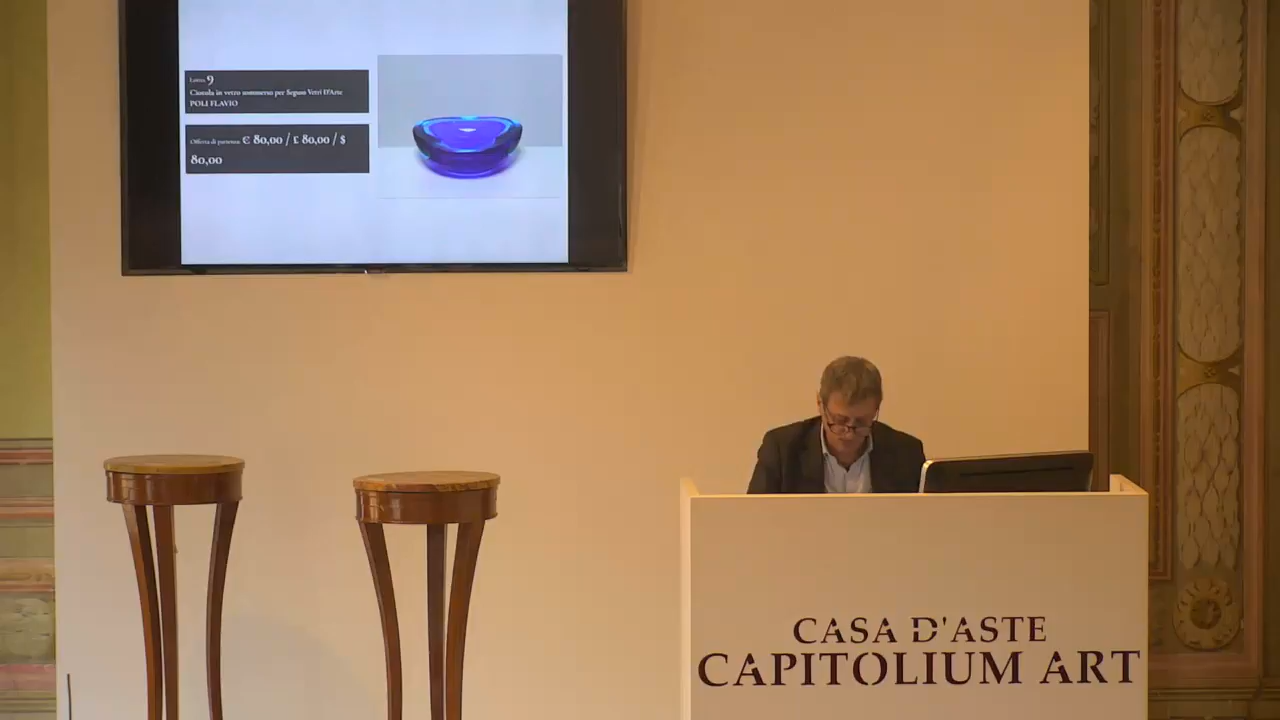 Lotto 9
Ciotola in vetro sommerso per Seguso Vetri D'Arte
POLI FLAVIO
Offerta di partenza: € 80,00 / £ 80,00 / $
80,00
CASA D'ASTE
CAPITOLIUM ART